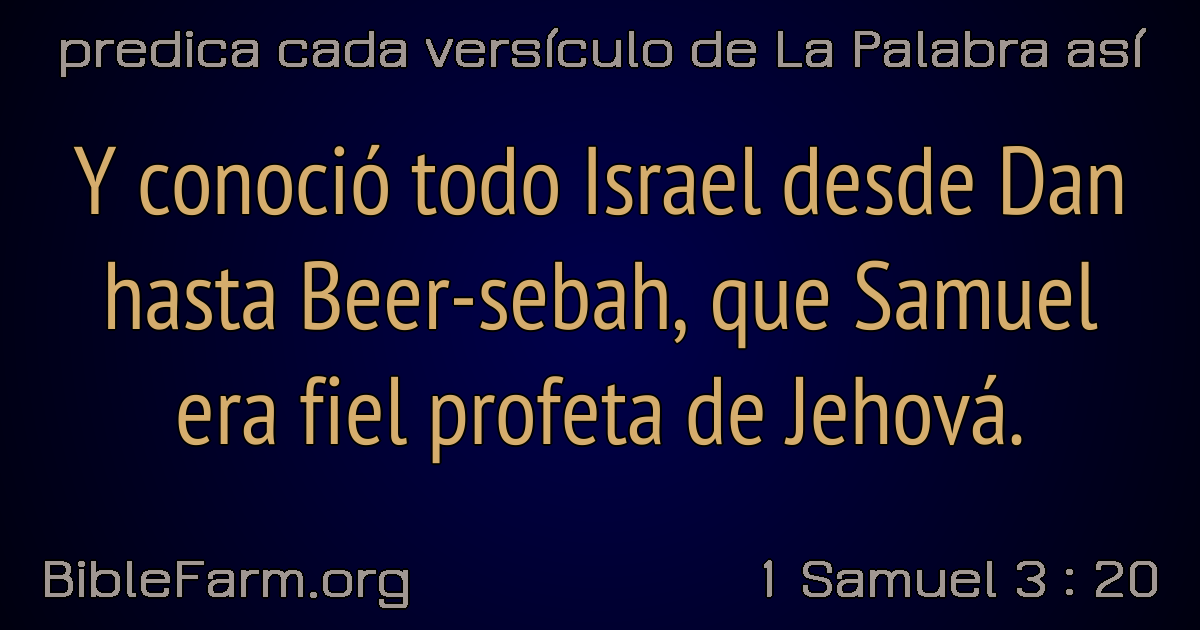 predica cada versículo de La Palabra así
Y conoció todo Israel desde Dan
hasta Beer-sebah, que Samuel
era fiel profeta de Jehová.
BibleFarm.org
1 Samuel 3 : 20